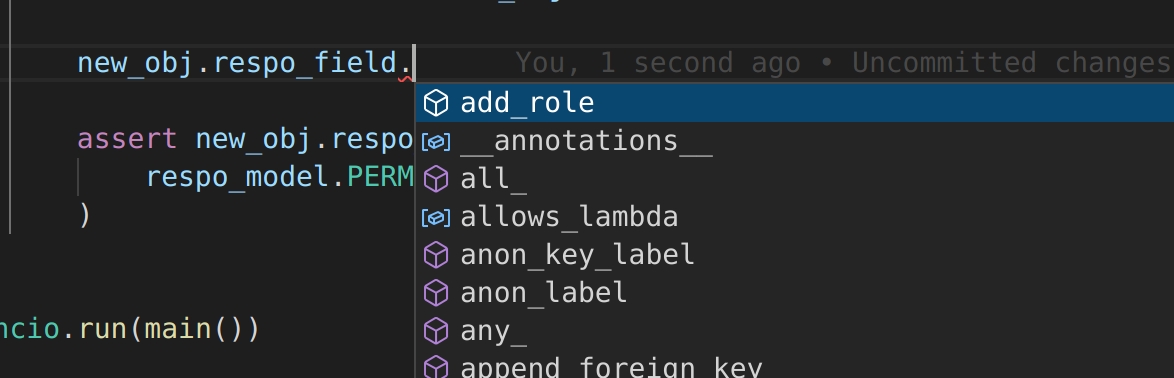 new_obj.respo_field. You, 1 second ago • Uncommitted changes
add_role
assert new_obj.respo __annotations__
respo_model.PERM all_
) allows_lambda
anon_key_label
anon_label
ncio.run(main()) any_
append_foreign_key